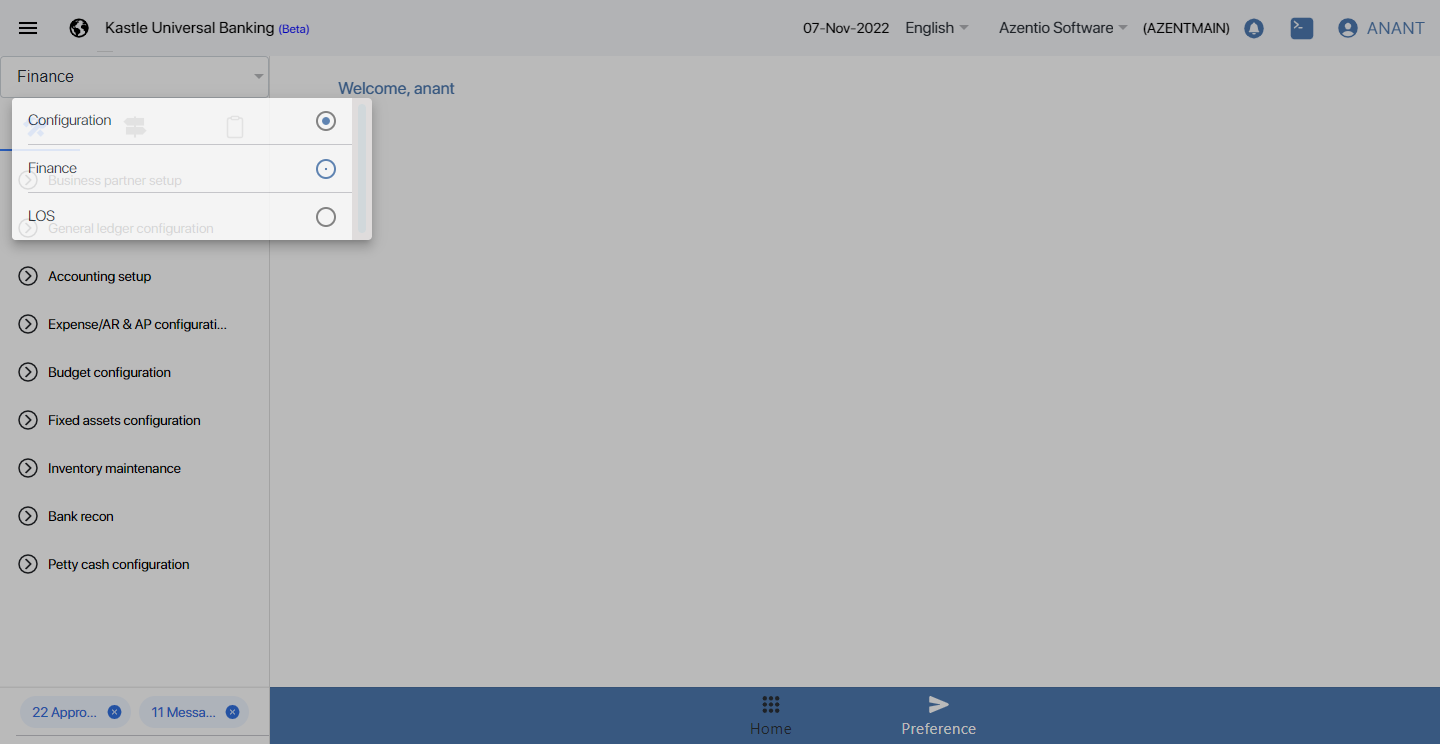 Kastle Universal Banking (Beta)
07-Nov-2022 English Azentio Software (AZENTMAIN) ANANT
Finance
Welcome, anant
Configuration
Finance
Business partner setup
LOS
General ledger configuration
Accounting setup
Expense/AR & AP configurati...
Budget configuration
Fixed assets configuration
Inventory maintenance
Bank recon
Petty cash configuration
22 Appro... 11 Messa...
Home Preference